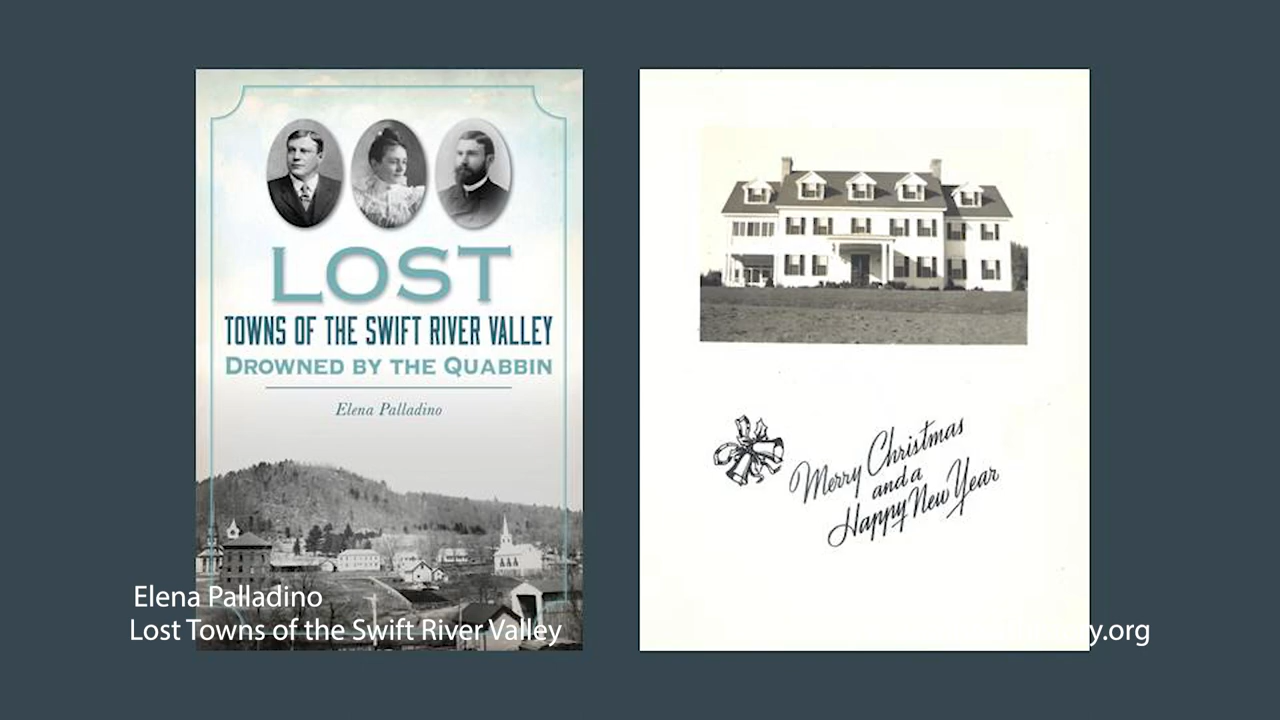 LOST
TOWNS OF THE SWIFT RIVER VALLEY
DROWNED BY THE QUABBIN
Elena Palladino
Merry Christmas
and a
Happy New Year
Elena Palladino
Lost Towns of the Swift River Valley
y.org